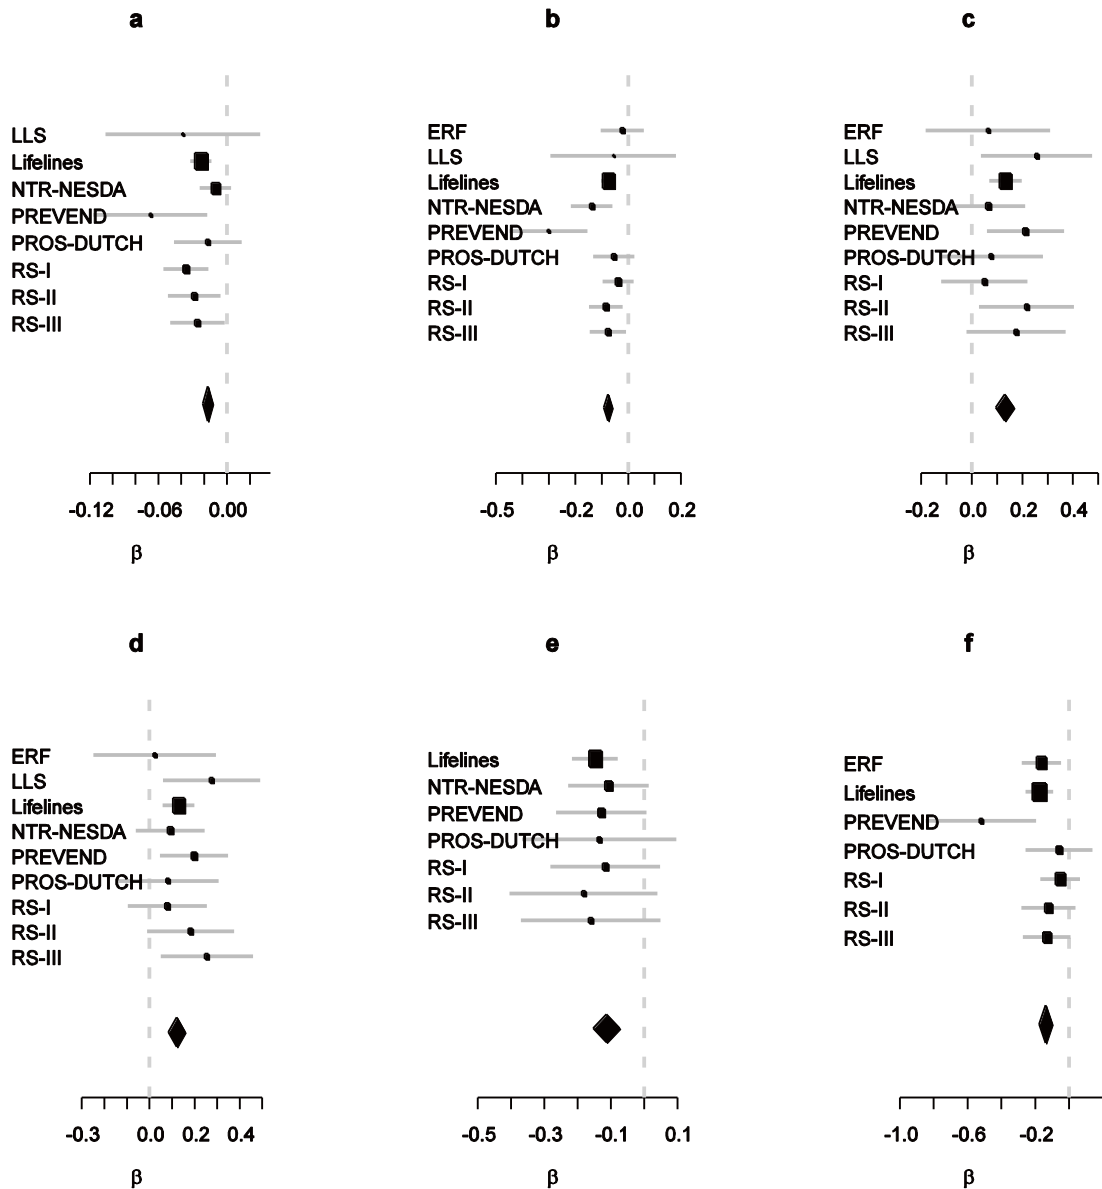 a
LLS
Lifelines
NTR-NESDA
PREVEND
PROS-DUTCH
RS-I
RS-II
RS-III
-0.12 -0.06 0.00
β
b
ERF
LLS
Lifelines
NTR-NESDA
PREVEND
PROS-DUTCH
RS-I
RS-II
RS-III
-0.5 -0.2 0.0 0.2
β
c
ERF
LLS
Lifelines
NTR-NESDA
PREVEND
PROS-DUTCH
RS-I
RS-II
RS-III
-0.2 0.0 0.2 0.4
β
d
ERF
LLS
Lifelines
NTR-NESDA
PREVEND
PROS-DUTCH
RS-I
RS-II
RS-III
-0.3 0.0 0.2 0.4
β
e
Lifelines
NTR-NESDA
PREVEND
PROS-DUTCH
RS-I
RS-II
RS-III
-0.5 -0.3 -0.1 0.1
β
f
ERF
Lifelines
PREVEND
PROS-DUTCH
RS-I
RS-II
RS-III
-1.0 -0.6 -0.2
β